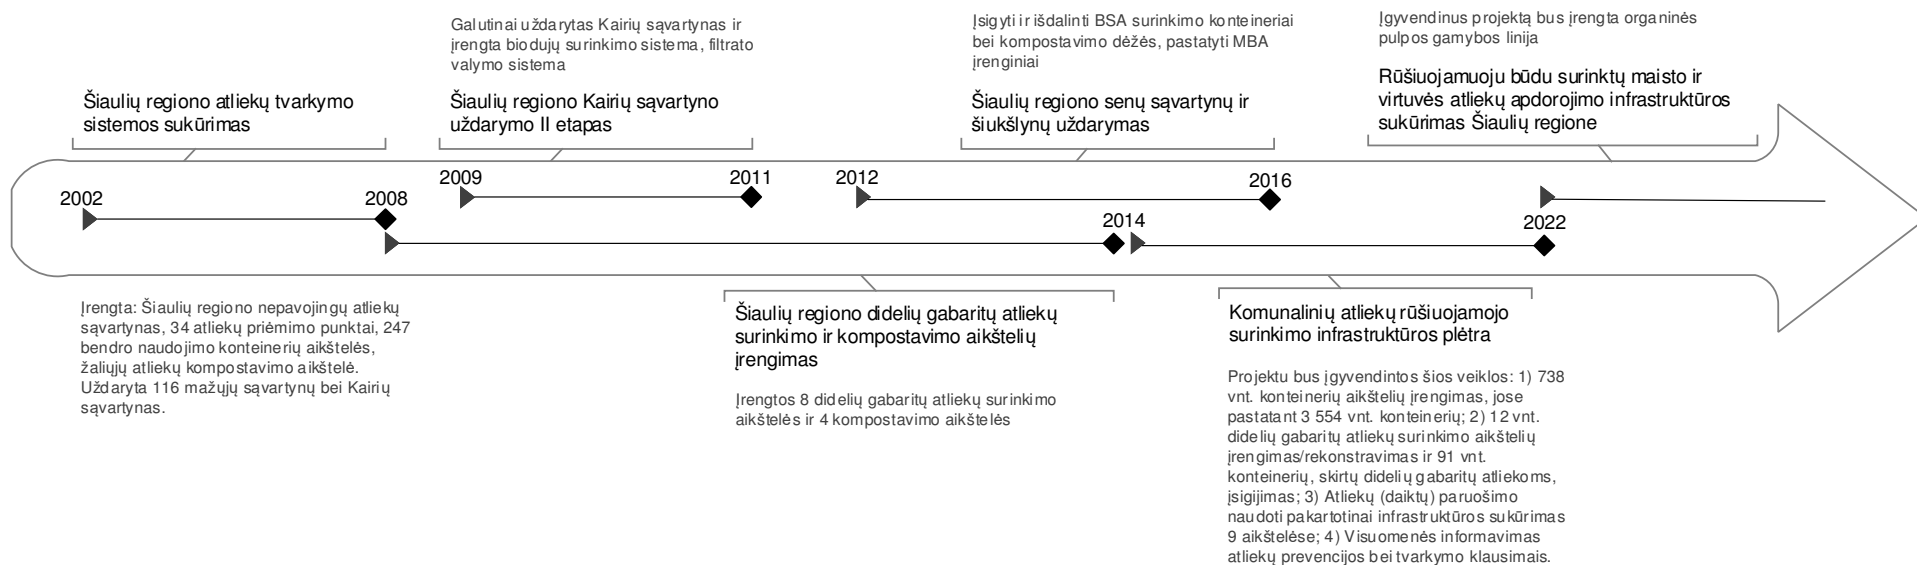 Galutinai uždarytas Kairių sąvartynas ir
įrengta biodujų surinkimo sistema, filtrato
valymo sistema
Įsigyti ir išdalinti BSA surinkimo konteineriai
bei kompostavimo dėžės, pastatyti MBA
įrenginiai
Įgyvendinus projektą bus įrengta organinės
pulpos gamybos linija
Šiaulių regiono atliekų tvarkymo
sistemos sukūrimas
Šiaulių regiono Kairių sąvartyno
uždarymo II etapas
Šiaulių regiono senų sąvartynų ir
šiukšlynų uždarymas
Rūšiuojamuoju būdu surinktų maisto ir
virtuvės atliekų apdorojimo infrastruktūros
sukūrimas Šiaulių regione
2002
2008
2009
2011
2012
2016
2014
2022
Įrengta: Šiaulių regiono nepavojingų atliekų
sąvartynas, 34 atliekų priėmimo punktai, 247
bendro naudojimo konteinerių aikštelės,
žaliųjų atliekų kompostavimo aikštelė.
Uždaryta 116 mažųjų sąvartynų bei Kairių
sąvartynas.
Šiaulių regiono didelių gabaritų atliekų
surinkimo ir kompostavimo aikštelių
įrengimas
Įrengtos 8 didelių gabaritų atliekų surinkimo
aikštelės ir 4 kompostavimo aikštelės
Komunalinių atliekų rūšiuojamojo
surinkimo infrastruktūros plėtra
Projektu bus įgyvendintos šios veiklos: 1) 738
vnt. konteinerių aikštelių įrengimas, jose
pastatant 3 554 vnt. konteinerių; 2) 12 vnt.
didelių gabaritų atliekų surinkimo aikštelių
įrengimas/rekonstravimas ir 91 vnt.
konteinerių, skirtų didelių gabaritų atliekoms,
įsigijimas; 3) Atliekų (daiktų) paruošimo
naudoti pakartotinai infrastruktūros sukūrimas
9 aikštelėse; 4) Visuomenės informavimas
atliekų prevencijos bei tvarkymo klausimais.